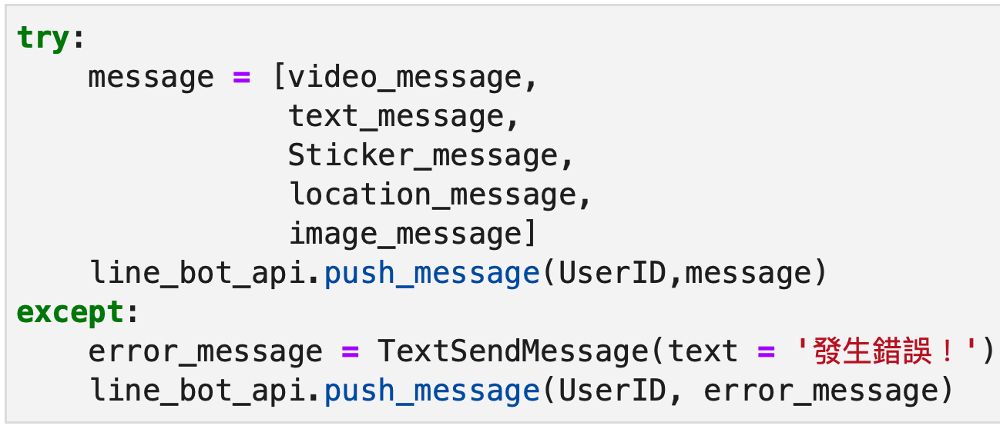 try:
    message = [video_message,
               text_message,
               Sticker_message,
               location_message,
               image_message]
    line_bot_api.push_message(UserID,message)
except:
    error_message = TextSendMessage(text = '發生錯誤！')
    line_bot_api.push_message(UserID, error_message)